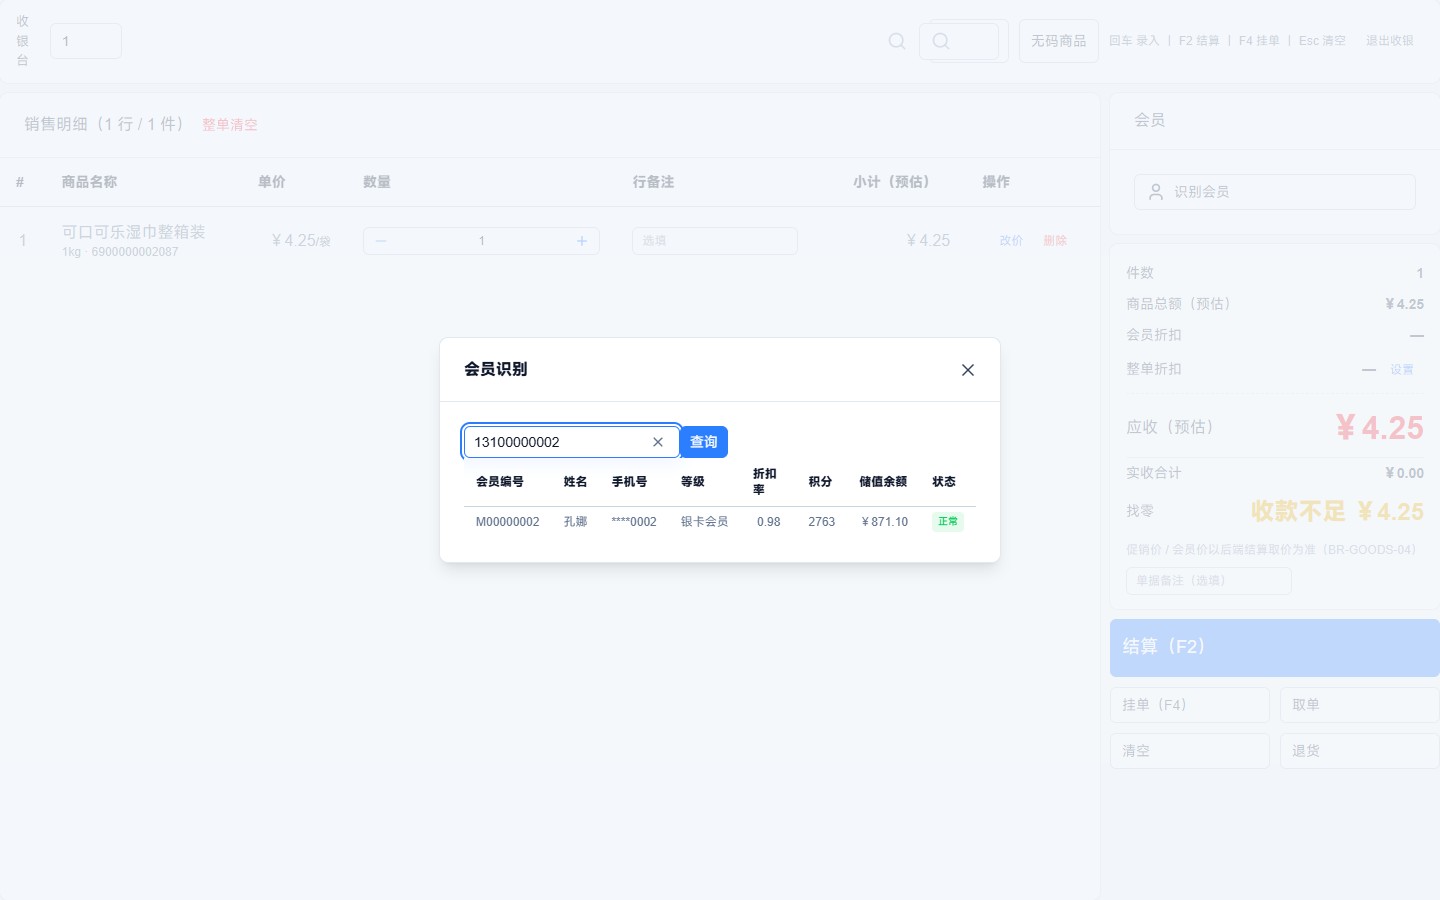 收
银
台
1
无码商品
回车 录入 | F2 结算 | F4 挂单 | Esc 清空
退出收银
销售明细（1 行 / 1 件）
整单清空
# 商品名称 单价 数量 行备注 小计（预估） 操作
1 可口可乐湿巾整箱装 ¥ 4.25/袋 1 选填 ¥ 4.25 改价 删除
1kg · 6900000002087
会员
识别会员
件数 1
商品总额（预估） ¥ 4.25
会员折扣 —
整单折扣 — 设置
应收（预估） ¥ 4.25
实收合计 ¥ 0.00
找零 收款不足 ¥ 4.25
促销价 / 会员价以后端结算取价为准（BR-GOODS-04）
单据备注（选填）
结算（F2）
挂单（F4） 取单
清空 退货
会员识别
13100000002 查询
会员编号 姓名 手机号 等级 折扣率 积分 储值余额 状态
M00000002 孔娜 ****0002 银卡会员 0.98 2763 ¥ 871.10 正常